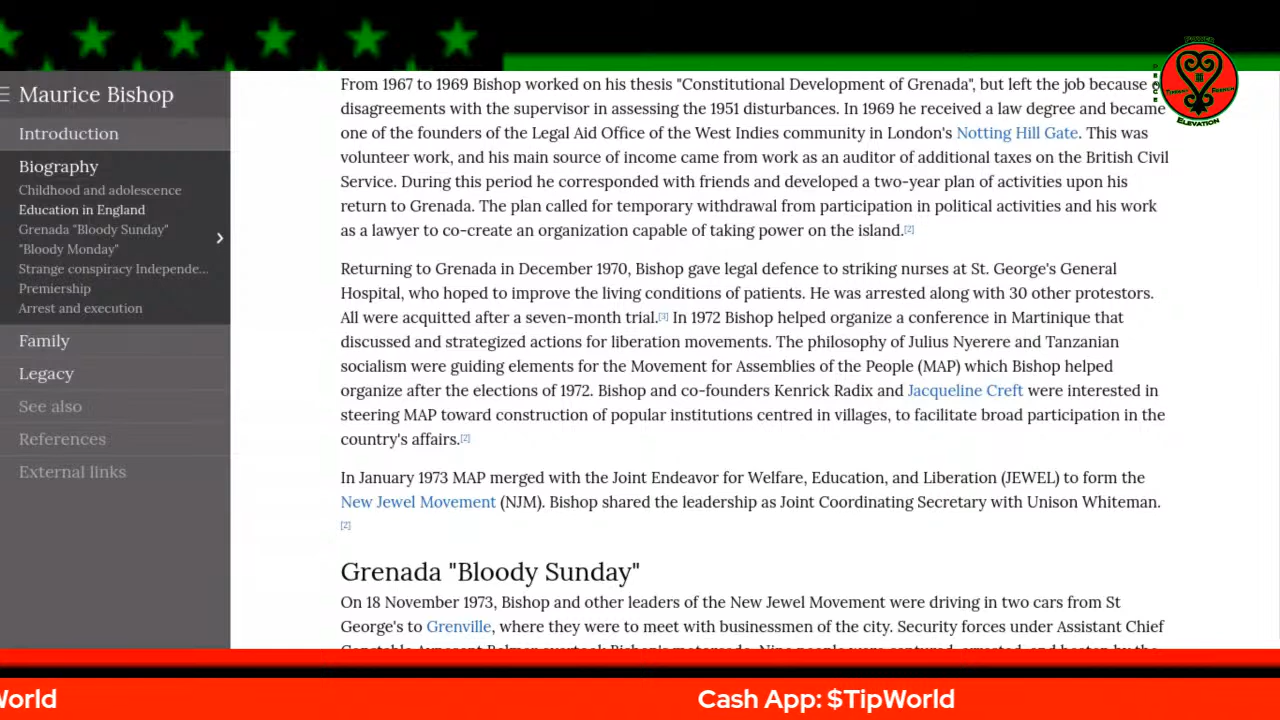 Maurice Bishop
Introduction
Biography
Childhood and adolescence
Education in England
Grenada "Bloody Sunday"
"Bloody Monday"
Strange conspiracy Independe...
Premiership
Arrest and execution
Family
Legacy
See also
References
External links
From 1967 to 1969 Bishop worked on his thesis "Constitutional Development of Grenada", but left the job because
disagreements with the supervisor in assessing the 1951 disturbances. In 1969 he received a law degree and became
one of the founders of the Legal Aid Office of the West Indies community in London's Notting Hill Gate. This was
volunteer work, and his main source of income came from work as an auditor of additional taxes on the British Civil
Service. During this period he corresponded with friends and developed a two-year plan of activities upon his
return to Grenada. The plan called for temporary withdrawal from participation in political activities and his work
as a lawyer to co-create an organization capable of taking power on the island.[2]
Returning to Grenada in December 1970, Bishop gave legal defence to striking nurses at St. George's General
Hospital, who hoped to improve the living conditions of patients. He was arrested along with 30 other protestors.
All were acquitted after a seven-month trial.[3] In 1972 Bishop helped organize a conference in Martinique that
discussed and strategized actions for liberation movements. The philosophy of Julius Nyerere and Tanzanian
socialism were guiding elements for the Movement for Assemblies of the People (MAP) which Bishop helped
organize after the elections of 1972. Bishop and co-founders Kenrick Radix and Jacqueline Creft were interested in
steering MAP toward construction of popular institutions centred in villages, to facilitate broad participation in the
country's affairs.[2]
In January 1973 MAP merged with the Joint Endeavor for Welfare, Education, and Liberation (JEWEL) to form the
New Jewel Movement (NJM). Bishop shared the leadership as Joint Coordinating Secretary with Unison Whiteman.
[2]
Grenada "Bloody Sunday"
On 18 November 1973, Bishop and other leaders of the New Jewel Movement were driving in two cars from St
George's to Grenville, where they were to meet with businessmen of the city. Security forces under Assistant Chief
POWER
PEACE
ELEVATION
World
Cash App: $TipWorld